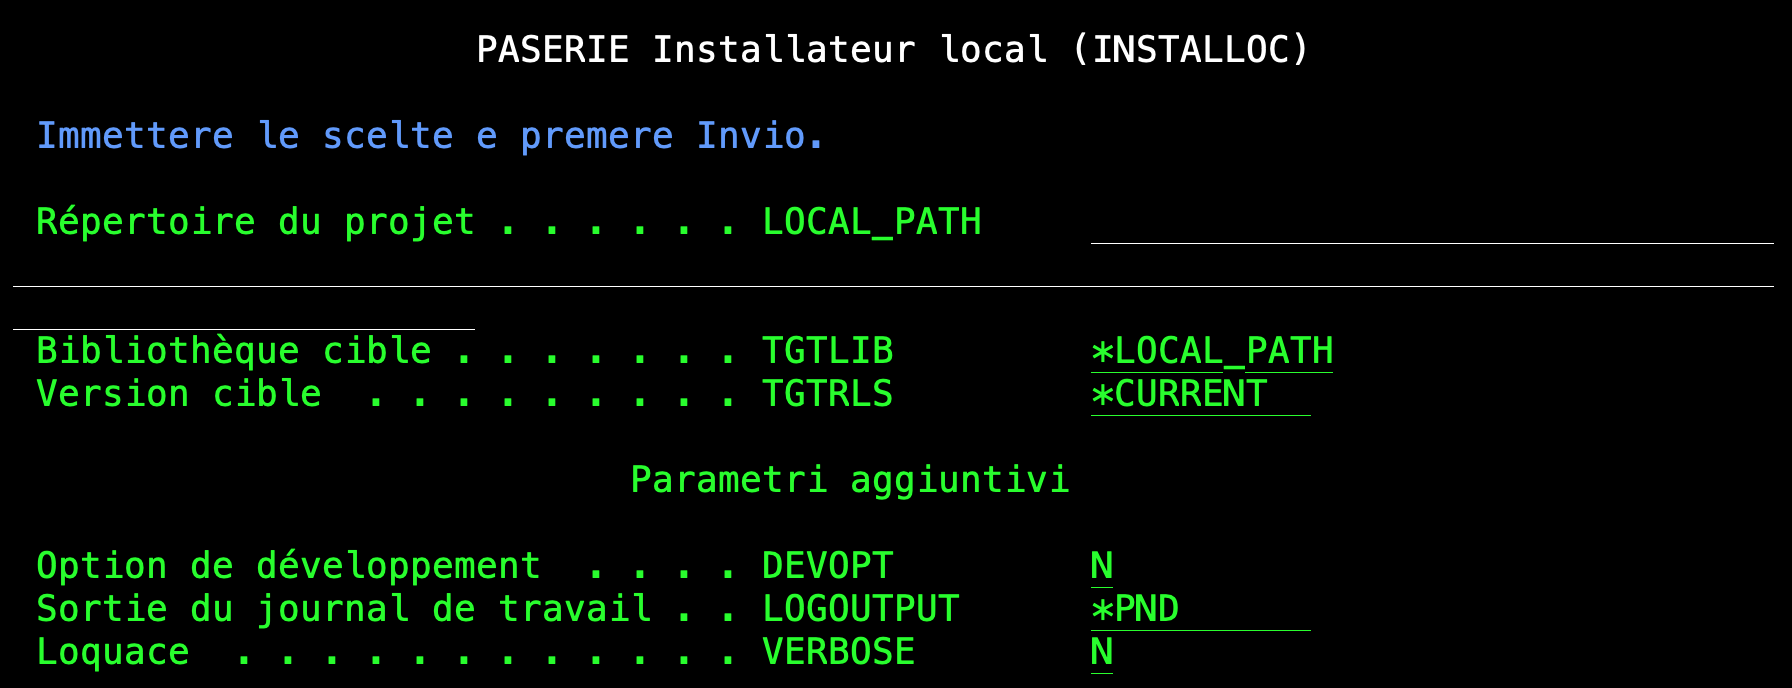 PASERIE Installateur local (INSTALLOC)
Immettere le scelte e premere Invio.
Répertoire du projet . . . . . . LOCAL_PATH
Bibliothèque cible . . . . . . . TGTLIB *LOCAL_PATH
Version cible . . . . . . . . . TGTRLS *CURRENT
Parametri aggiuntivi
Option de développement . . . . DEVOPT N
Sortie du journal de travail . . LOGOUTPUT *PND
Loquace . . . . . . . . . . . . VERBOSE N